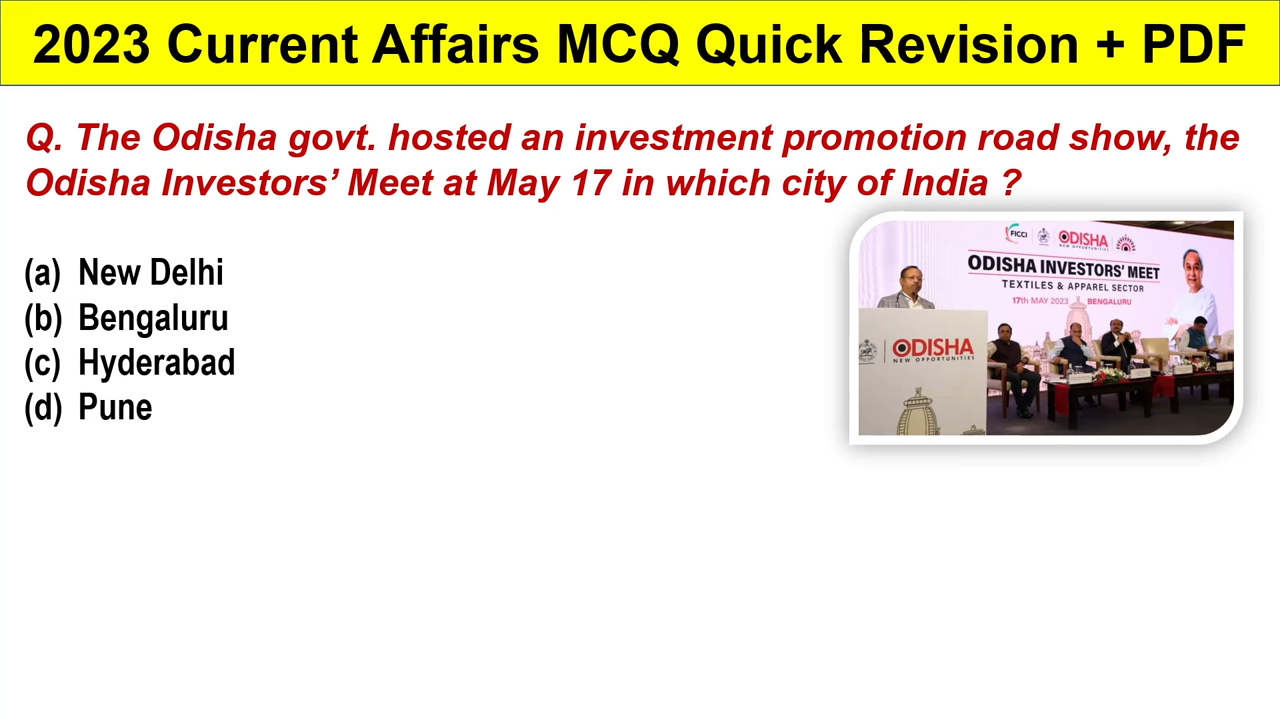 2023 Current Affairs MCQ Quick Revision + PDF
Q. The Odisha govt. hosted an investment promotion road show, the
Odisha Investors’ Meet at May 17 in which city of India ?
(a) New Delhi
(b) Bengaluru
(c) Hyderabad
(d) Pune
FICCI
ODISHA
NEW OPPORTUNITIES
ODISHA INVESTORS’ MEET
TEXTILES & APPAREL SECTOR
17th MAY 2023 BENGALURU
ODISHA
NEW OPPORTUNITIES